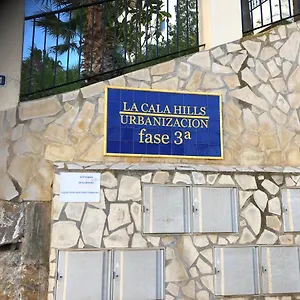 LA CALA HILLS
URBANIZACION
fase 3ª